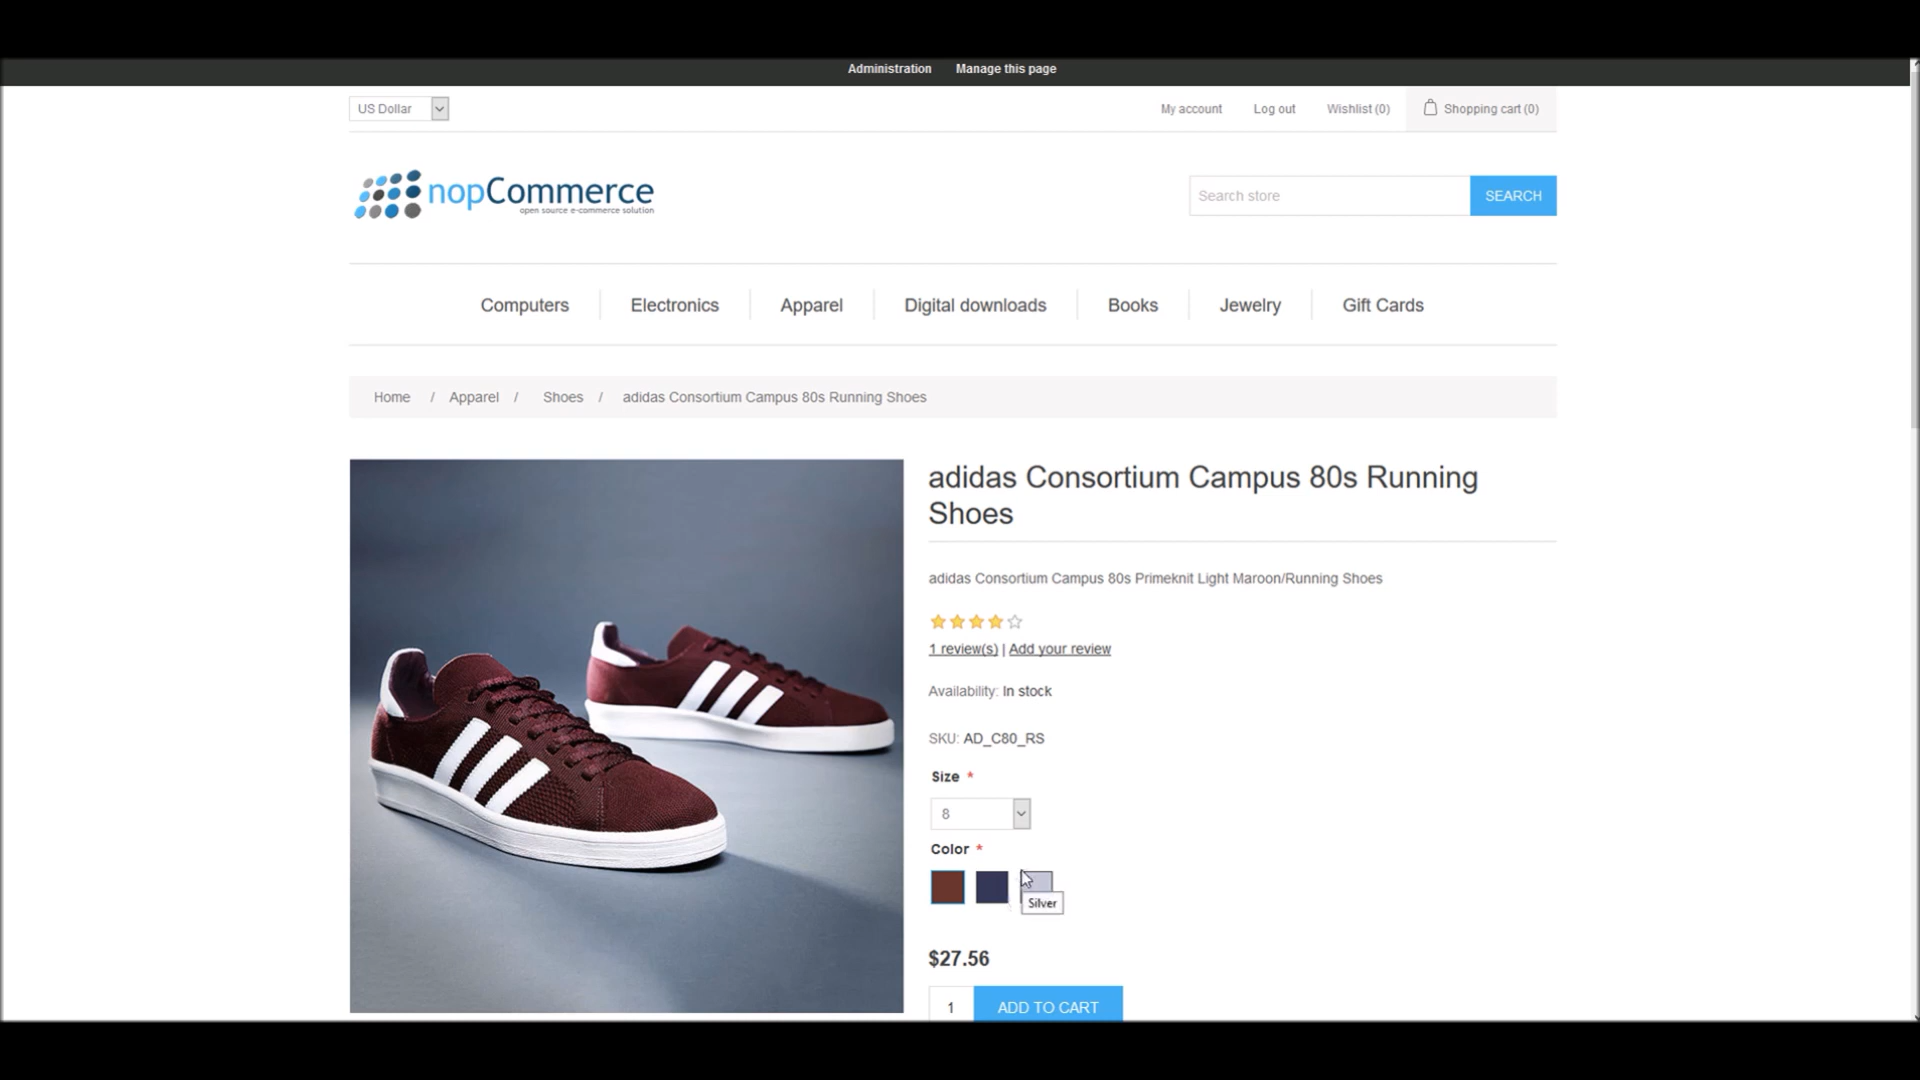 Administration Manage this page
US Dollar My account Log out Wishlist (0) Shopping cart (0)
nopCommerce
open source e-commerce solution
Search store SEARCH
Computers Electronics Apparel Digital downloads Books Jewelry Gift Cards
Home / Apparel / Shoes / adidas Consortium Campus 80s Running Shoes
adidas Consortium Campus 80s Running
Shoes
adidas Consortium Campus 80s Primeknit Light Maroon/Running Shoes
1 review(s) | Add your review
Availability: In stock
SKU: AD_C80_RS
Size *
8
Color *
Silver
$27.56
1 ADD TO CART